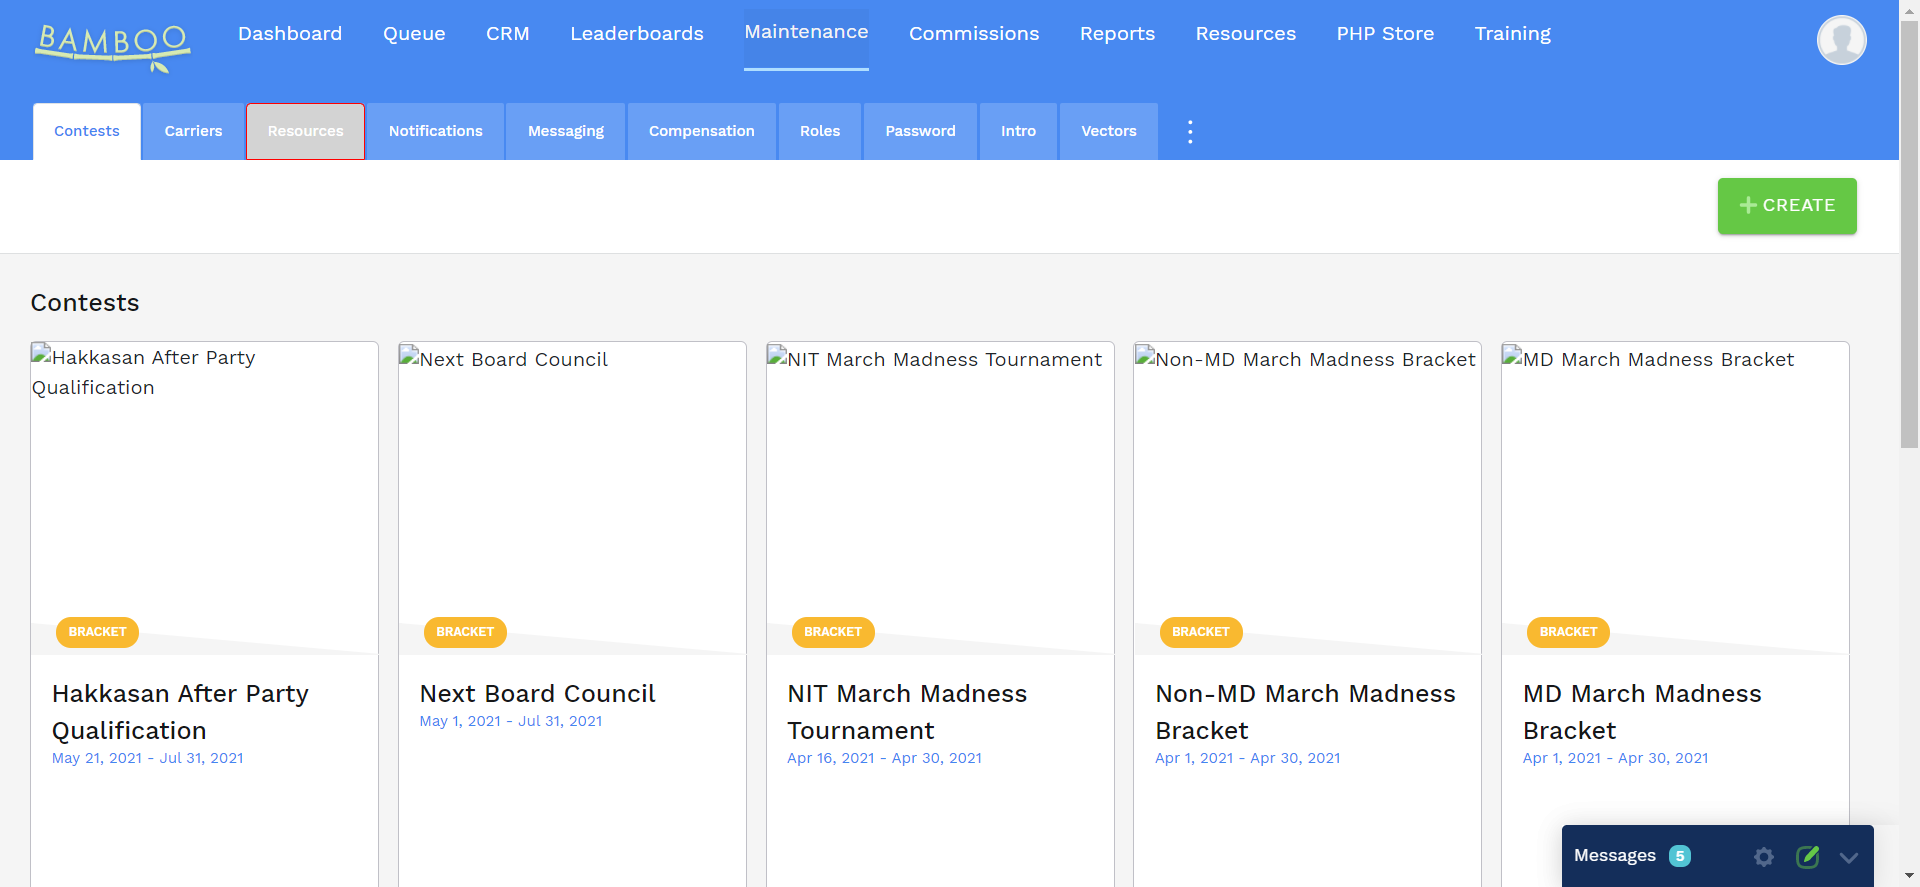 BAMBOO
Dashboard Queue CRM Leaderboards Maintenance Commissions Reports Resources PHP Store Training
Contests Carriers Resources Notifications Messaging Compensation Roles Password Intro Vectors
CREATE
Contests
Hakkasan After Party
Qualification
Next Board Council
NIT March Madness Tournament
Non-MD March Madness Bracket
MD March Madness Bracket
BRACKET BRACKET BRACKET BRACKET BRACKET
Hakkasan After Party
Qualification
May 21, 2021 - Jul 31, 2021
Next Board Council
May 1, 2021 - Jul 31, 2021
NIT March Madness
Tournament
Apr 16, 2021 - Apr 30, 2021
Non-MD March Madness
Bracket
Apr 1, 2021 - Apr 30, 2021
MD March Madness
Bracket
Apr 1, 2021 - Apr 30, 2021
Messages 5